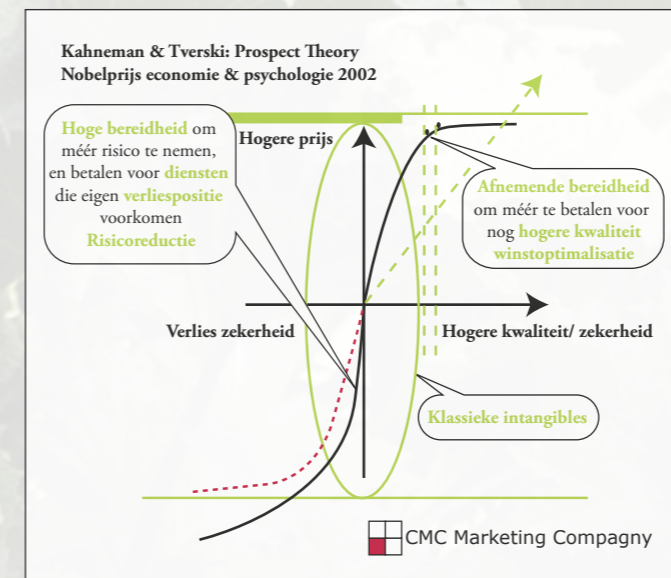 Kahneman & Tverski: Prospect Theory
Nobelprijs economie & psychologie 2002
Hoge bereidheid om
méér risico te nemen,
en betalen voor diensten
die eigen verliespositie
voorkomen
Risicoreductie
Hogere prijs
Afnemende bereidheid
om méér te betalen voor
nog hogere kwaliteit
winstoptimalisatie
Verlies zekerheid
Hogere kwaliteit/ zekerheid
Klassieke intangibles
CMC Marketing Compagny